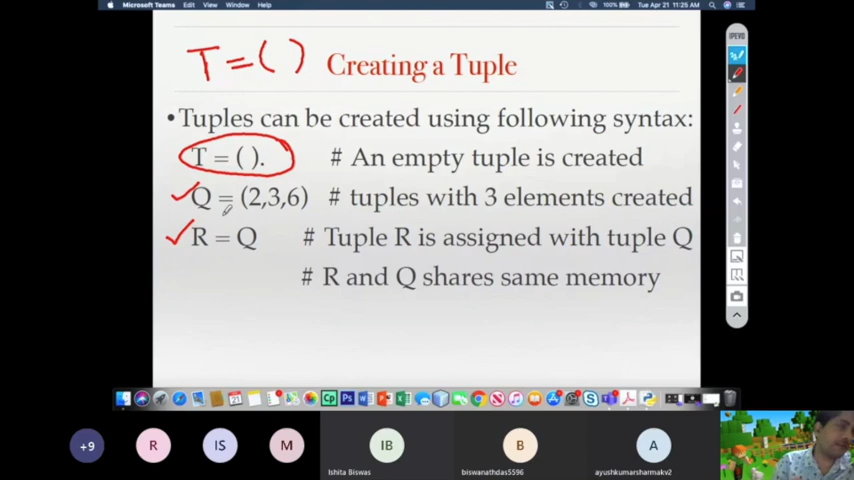 Microsoft Teams Edit View Window Help 100% Tue Apr 21 11:25 AM
T=( ) Creating a Tuple
IPEVO
•Tuples can be created using following syntax:
T = ( ). # An empty tuple is created
Q = (2,3,6) # tuples with 3 elements created
R = Q # Tuple R is assigned with tuple Q
# R and Q shares same memory
+9 R IS M IB B A
Ishita Biswas biswanathdas5596 ayushkumarsharmakv2